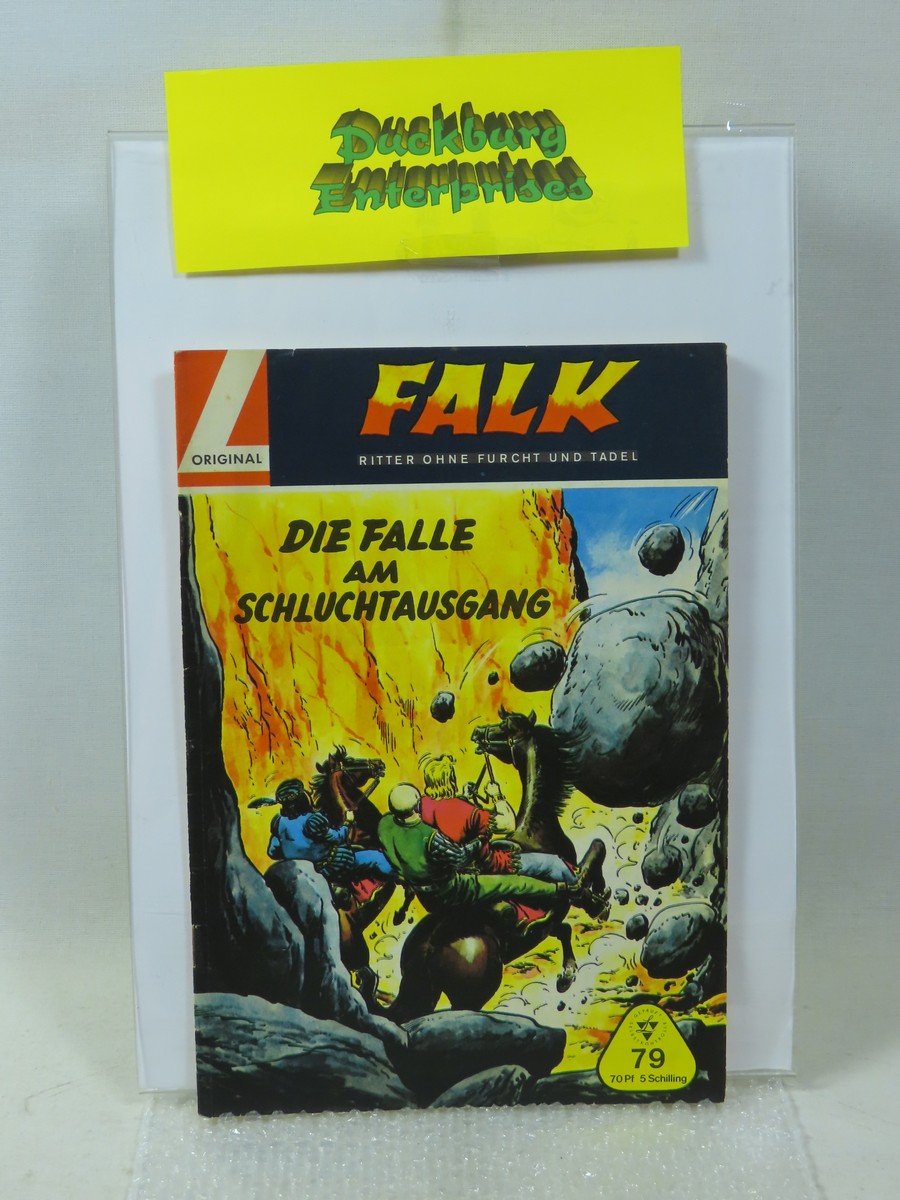 Duckburg
Enterprises
FALK
ORIGINAL
RITTER OHNE FURCHT UND TADEL
DIE FALLE
AM
SCHLUCHTAUSGANG
79
70 Pf 5 Schilling